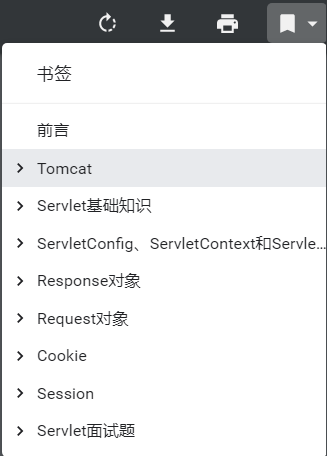 书签
前言
Tomcat
Servlet基础知识
ServletConfig、ServletContext和Servle...
Response对象
Request对象
Cookie
Session
Servlet面试题